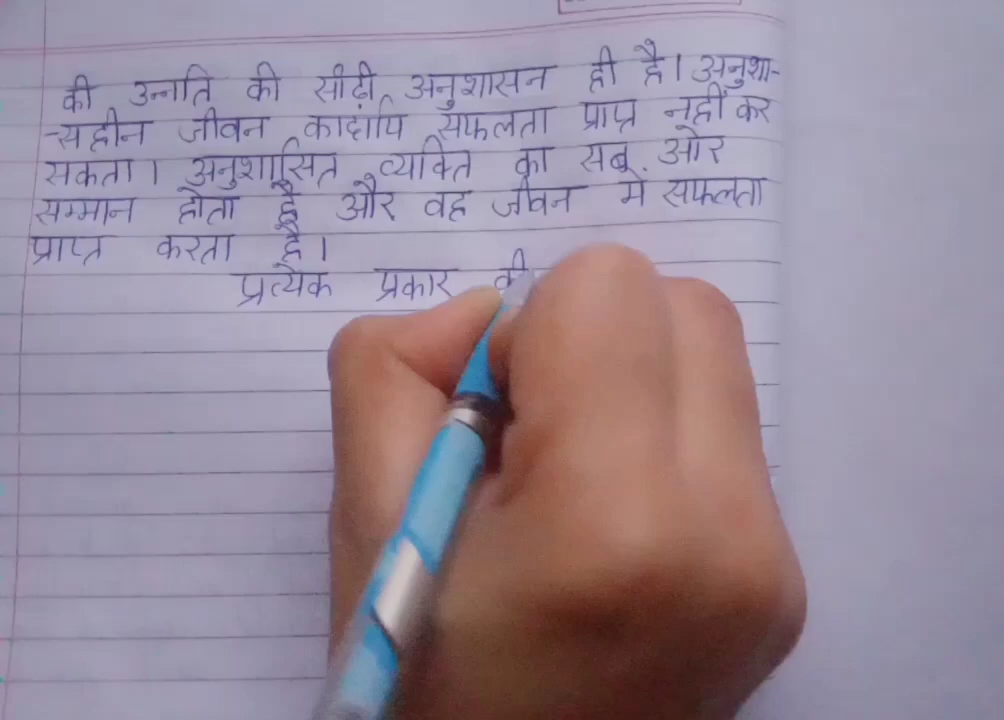 की उन्नति की सीढ़ी अनुशासन ही है। अनुशा-
-सहीन जीवन कादापि सफलता प्राप्त नहीं कर
सकता। अनुशासित व्यक्ति का सब ओर
सम्मान होता है और वह जीवन में सफलता
प्राप्त करता है।
प्रत्येक प्रकार की